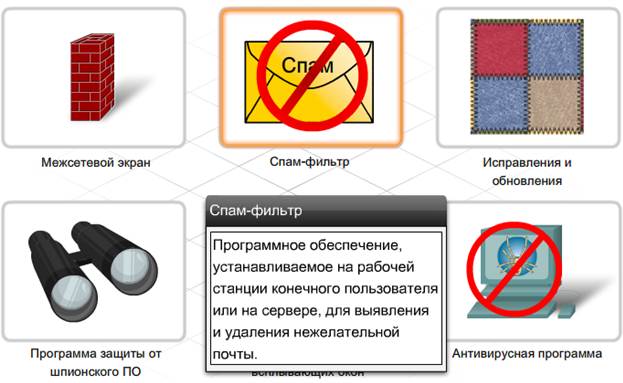 Спам
Межсетевой экран
Спам-фильтр
Исправления и
обновления
Спам-фильтр
Программное обеспечение,
устанавливаемое на рабочей
станции конечного пользователя
или на сервере, для выявления
и удаления нежелательной
почты.
Программа защиты от
шпионского ПО
всплывающих окон
Антивирусная программа